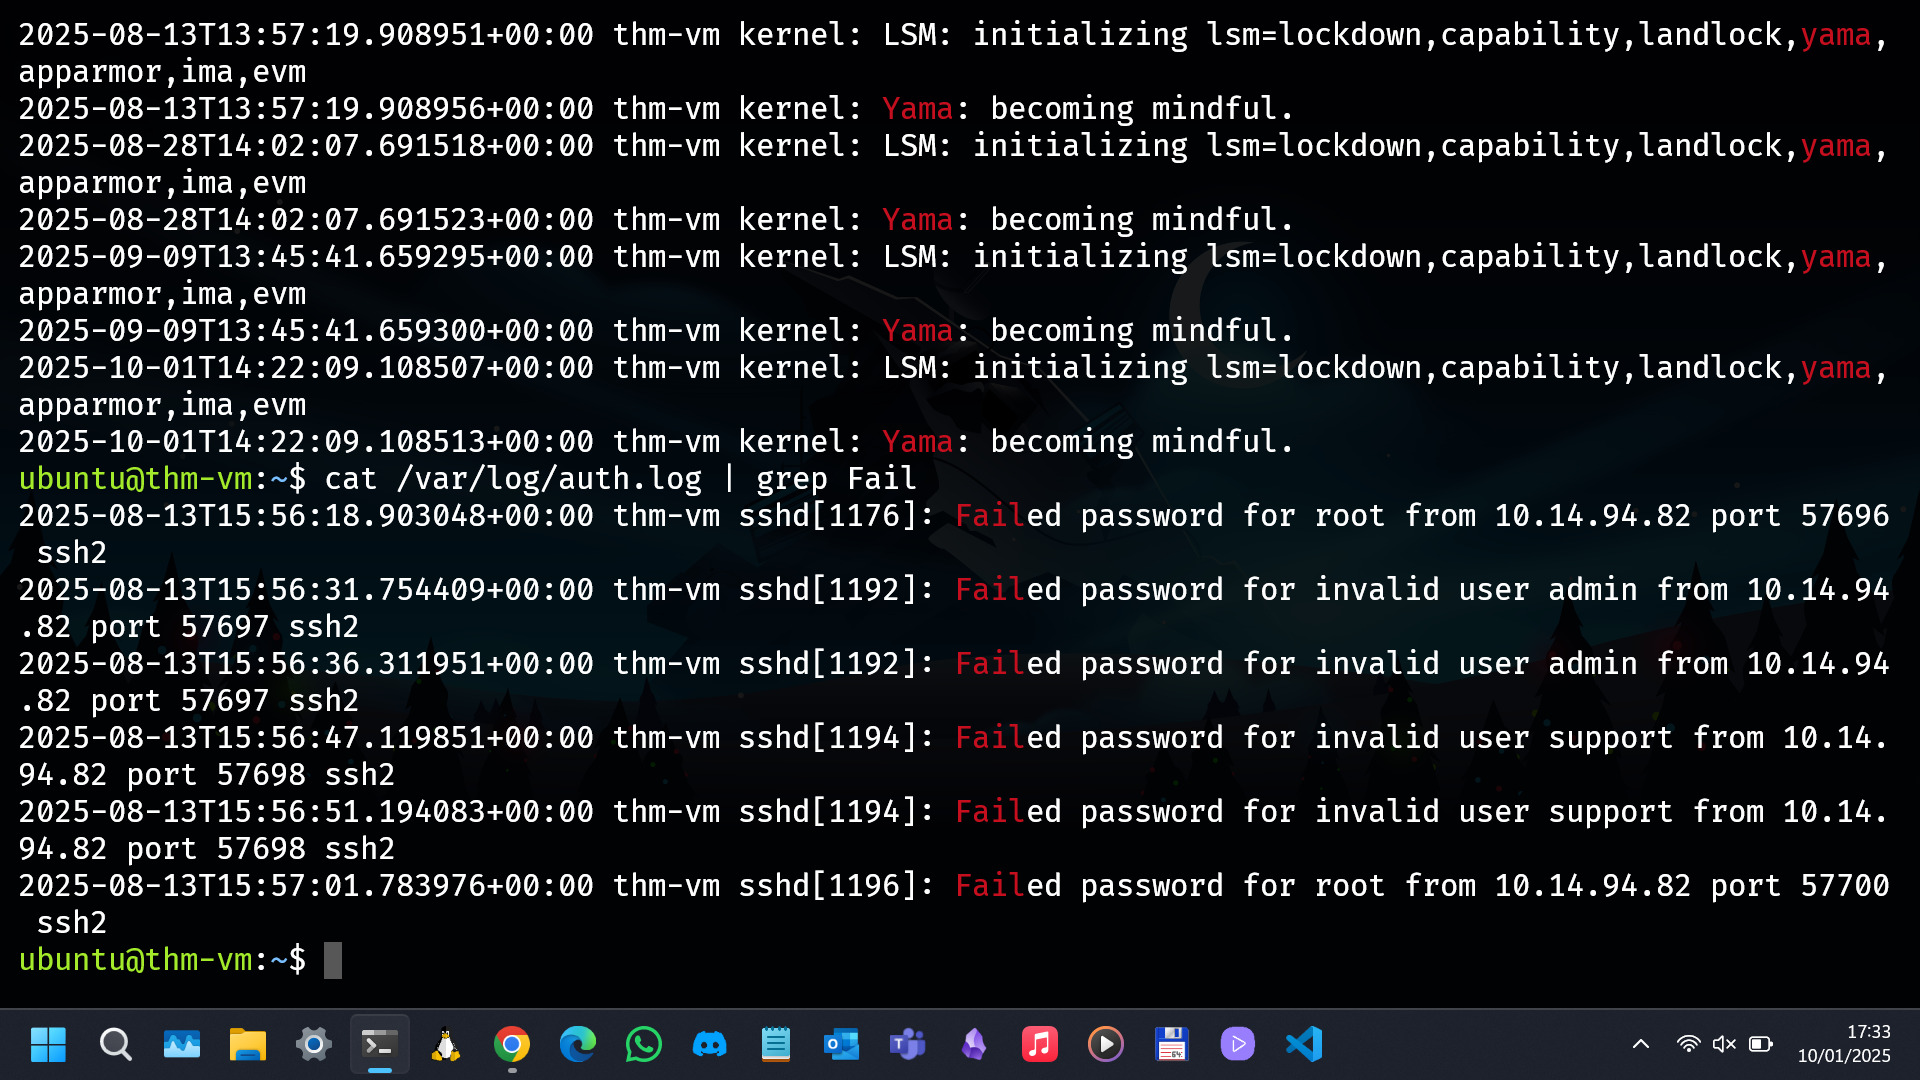 2025-08-13T13:57:19.908951+00:00 thm-vm kernel: LSM: initializing lsm=lockdown,capability,landlock,yama,
apparmor,ima,evm
2025-08-13T13:57:19.908956+00:00 thm-vm kernel: Yama: becoming mindful.
2025-08-28T14:02:07.691518+00:00 thm-vm kernel: LSM: initializing lsm=lockdown,capability,landlock,yama,
apparmor,ima,evm
2025-08-28T14:02:07.691523+00:00 thm-vm kernel: Yama: becoming mindful.
2025-09-09T13:45:41.659295+00:00 thm-vm kernel: LSM: initializing lsm=lockdown,capability,landlock,yama,
apparmor,ima,evm
2025-09-09T13:45:41.659300+00:00 thm-vm kernel: Yama: becoming mindful.
2025-10-01T14:22:09.108507+00:00 thm-vm kernel: LSM: initializing lsm=lockdown,capability,landlock,yama,
apparmor,ima,evm
2025-10-01T14:22:09.108513+00:00 thm-vm kernel: Yama: becoming mindful.
ubuntu@thm-vm:~$ cat /var/log/auth.log | grep Fail
2025-08-13T15:56:18.903048+00:00 thm-vm sshd[1176]: Failed password for root from 10.14.94.82 port 57696
 ssh2
2025-08-13T15:56:31.754409+00:00 thm-vm sshd[1192]: Failed password for invalid user admin from 10.14.94
.82 port 57697 ssh2
2025-08-13T15:56:36.311951+00:00 thm-vm sshd[1192]: Failed password for invalid user admin from 10.14.94
.82 port 57697 ssh2
2025-08-13T15:56:47.119851+00:00 thm-vm sshd[1194]: Failed password for invalid user support from 10.14.
94.82 port 57698 ssh2
2025-08-13T15:56:51.194083+00:00 thm-vm sshd[1194]: Failed password for invalid user support from 10.14.
94.82 port 57698 ssh2
2025-08-13T15:57:01.783976+00:00 thm-vm sshd[1196]: Failed password for root from 10.14.94.82 port 57700
 ssh2
ubuntu@thm-vm:~$
17:33
10/01/2025